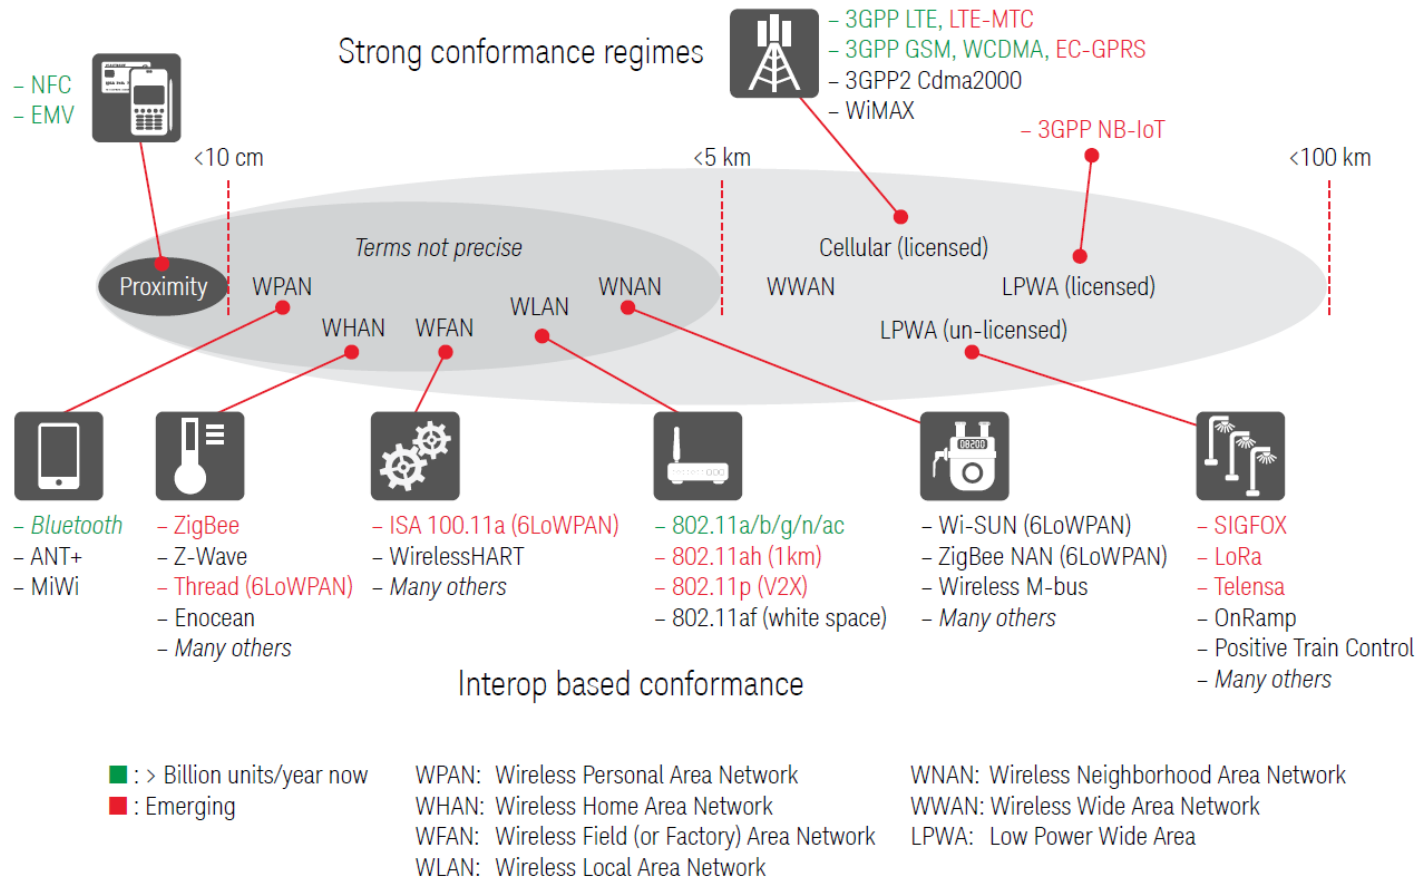 Strong conformance regimes
– NFC
– EMV
– 3GPP LTE, LTE-MTC
– 3GPP GSM, WCDMA, EC-GPRS
– 3GPP2 Cdma2000
– WiMAX
– 3GPP NB-IoT
<10 cm
<5 km
<100 km
Terms not precise
Cellular (licensed)
Proximity
WPAN
WNAN
WWAN
LPWA (licensed)
WLAN
WHAN
WFAN
LPWA (un-licensed)
– Bluetooth
– ANT+
– MiWi
– ZigBee
– Z-Wave
– Thread (6LoWPAN)
– Enocean
– Many others
– ISA 100.11a (6LoWPAN)
– WirelessHART
– Many others
– 802.11a/b/g/n/ac
– 802.11ah (1km)
– 802.11p (V2X)
– 802.11af (white space)
– Wi-SUN (6LoWPAN)
– ZigBee NAN (6LoWPAN)
– Wireless M-bus
– Many others
– SIGFOX
– LoRa
– Telensa
– OnRamp
– Positive Train Control
– Many others
Interop based conformance
: > Billion units/year now
: Emerging
WPAN: Wireless Personal Area Network
WHAN: Wireless Home Area Network
WFAN: Wireless Field (or Factory) Area Network
WLAN: Wireless Local Area Network
WNAN: Wireless Neighborhood Area Network
WWAN: Wireless Wide Area Network
LPWA: Low Power Wide Area